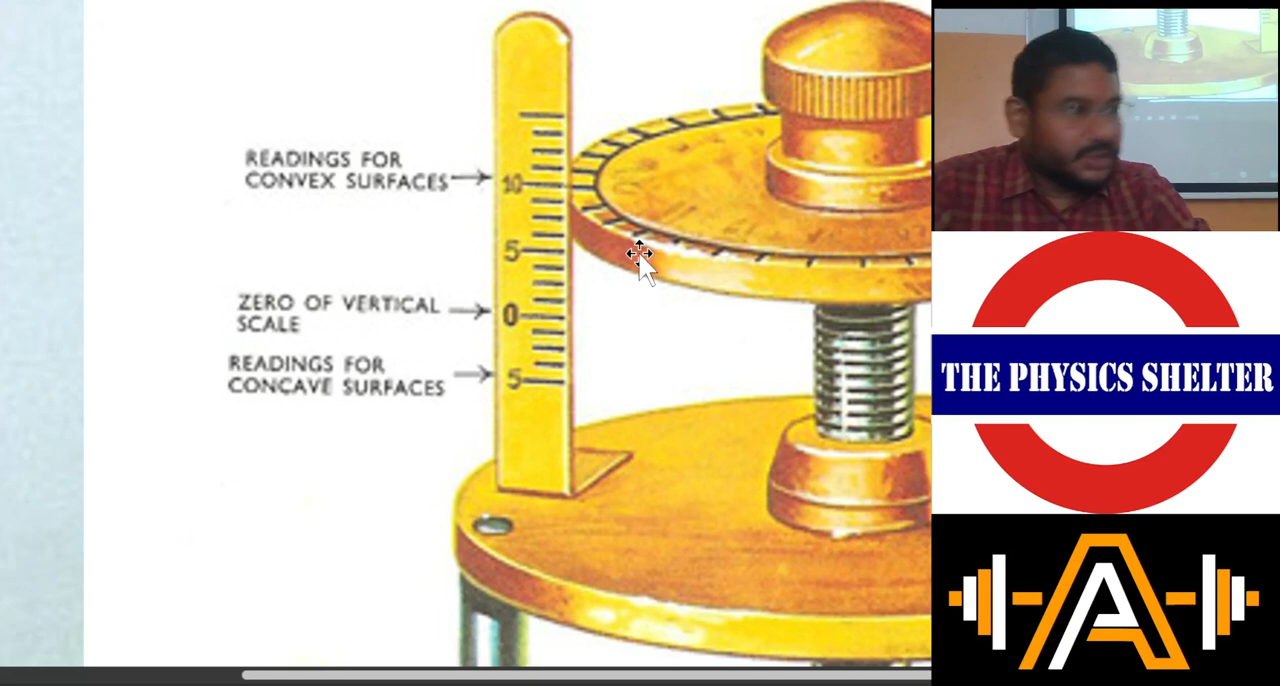 READINGS FOR
CONVEX SURFACES
10
5
ZERO OF VERTICAL
SCALE
0
READINGS FOR
CONCAVE SURFACES
5
THE PHYSICS SHELTER
A